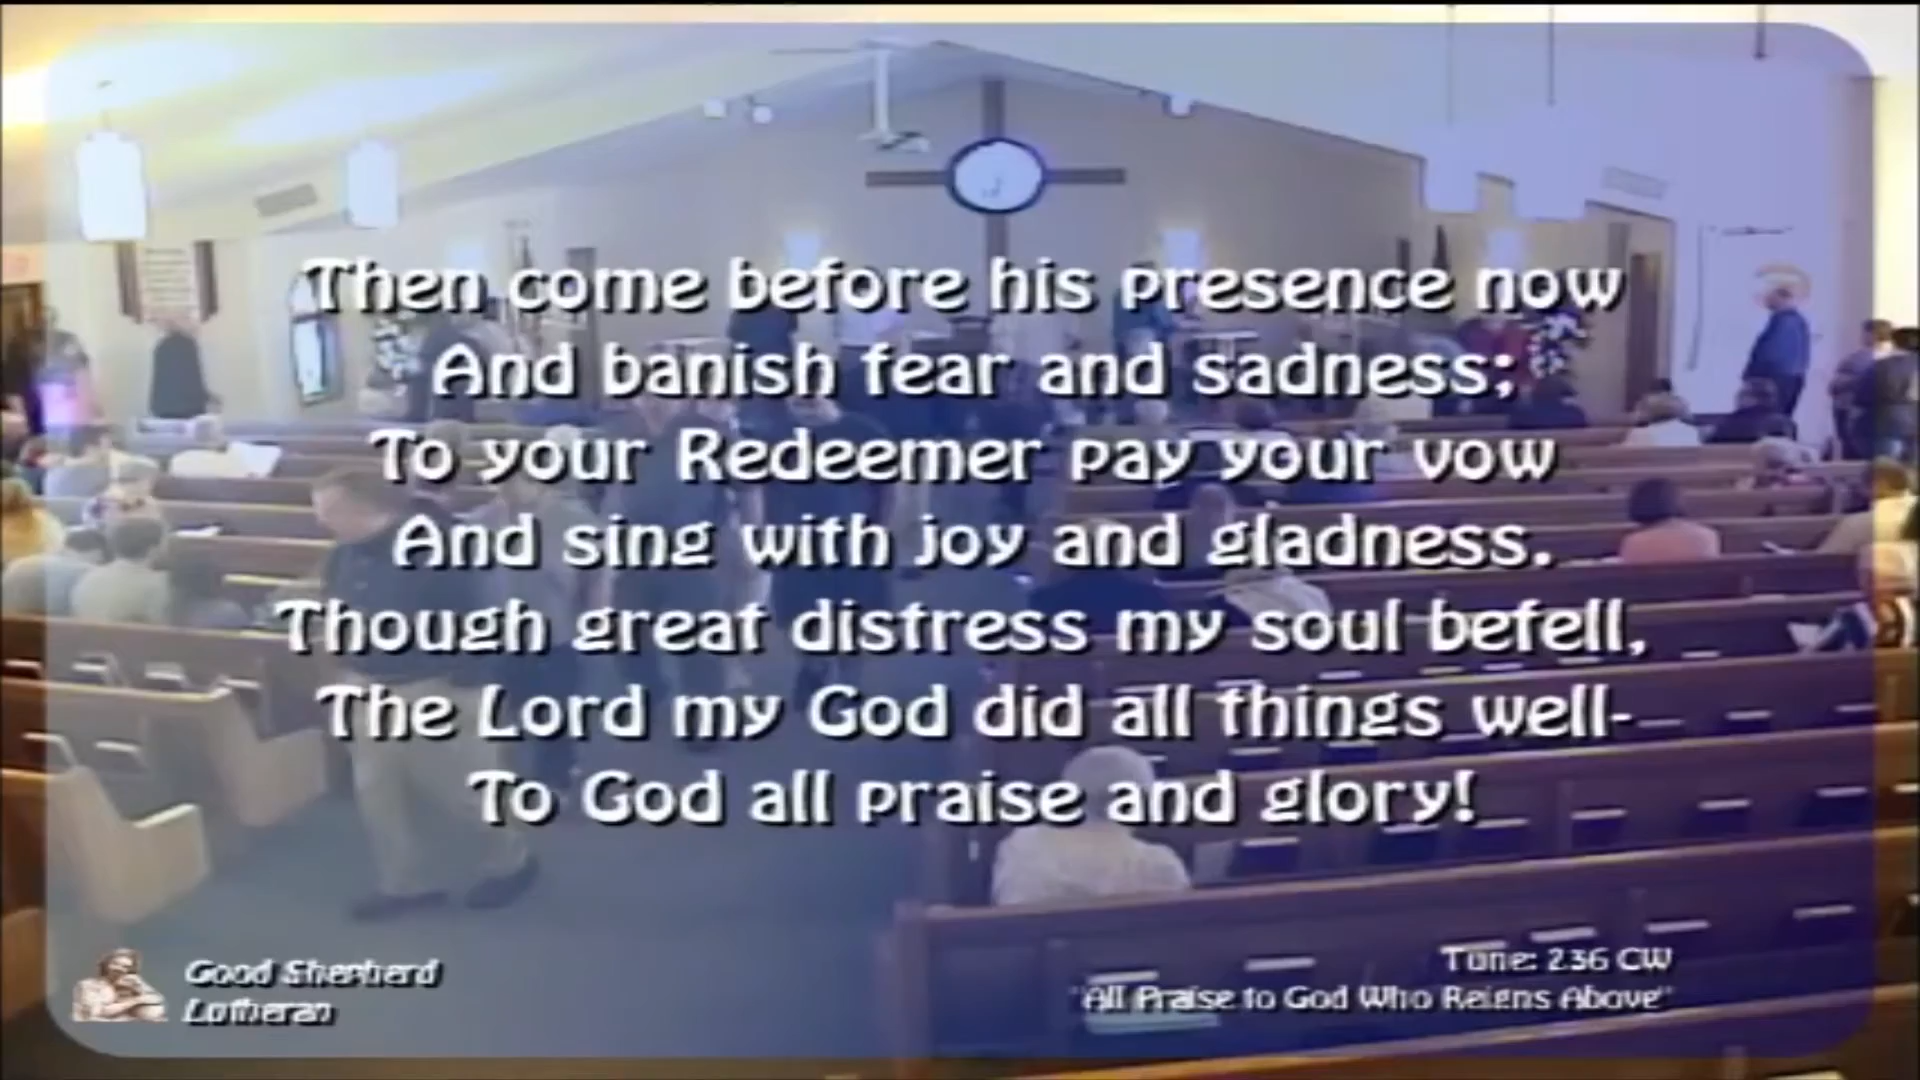 Then come before his presence now
And banish fear and sadness;
To your Redeemer pay your vow
And sing with joy and gladness.
Though great distress my soul befell,
The Lord my God did all things well-
To God all praise and glory!
Good Shepherd
Lutheran
Tune: 236 CW
"All Praise to God Who Reigns Above"